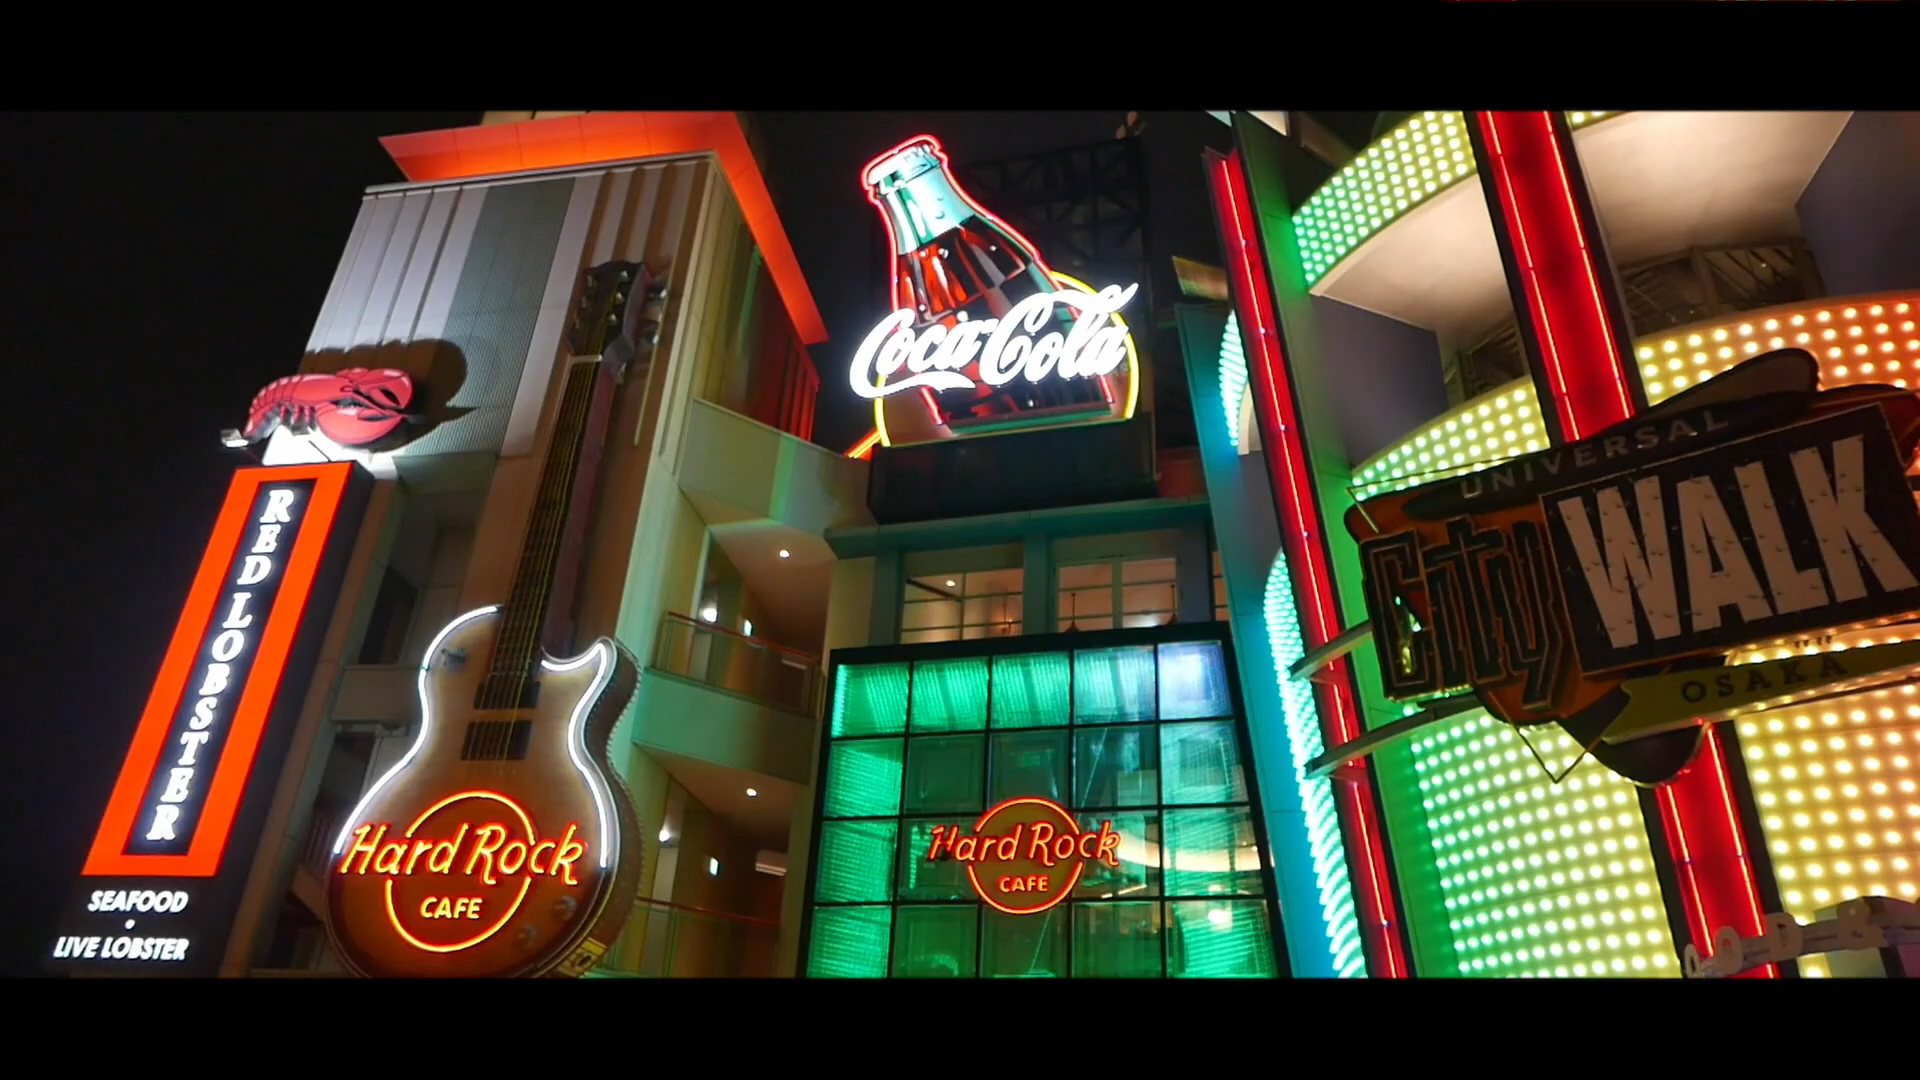 RED LOBSTER
SEAFOOD
•
LIVE LOBSTER
Hard Rock
CAFE
Coca-Cola
Hard Rock
CAFE
UNIVERSAL
City WALK
OSAKA